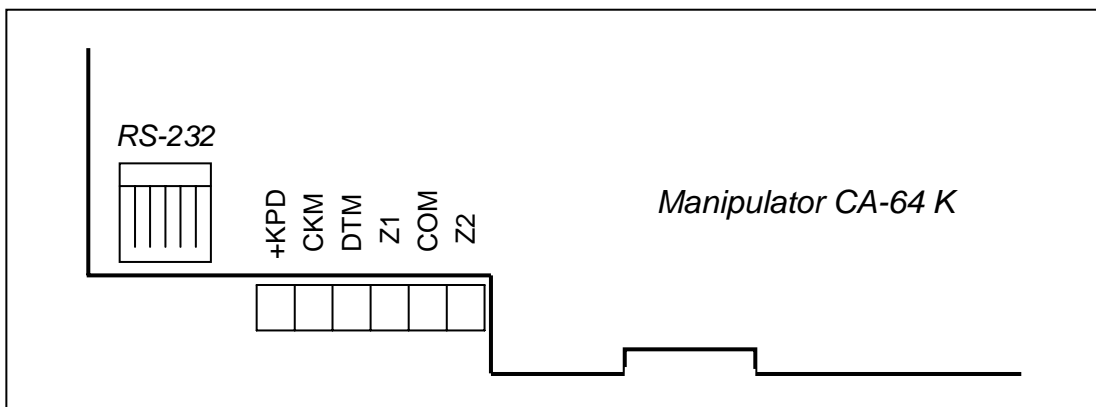 RS-232
+KPD
CKM
DTM
Z1
COM
Z2
Manipulator CA-64 K